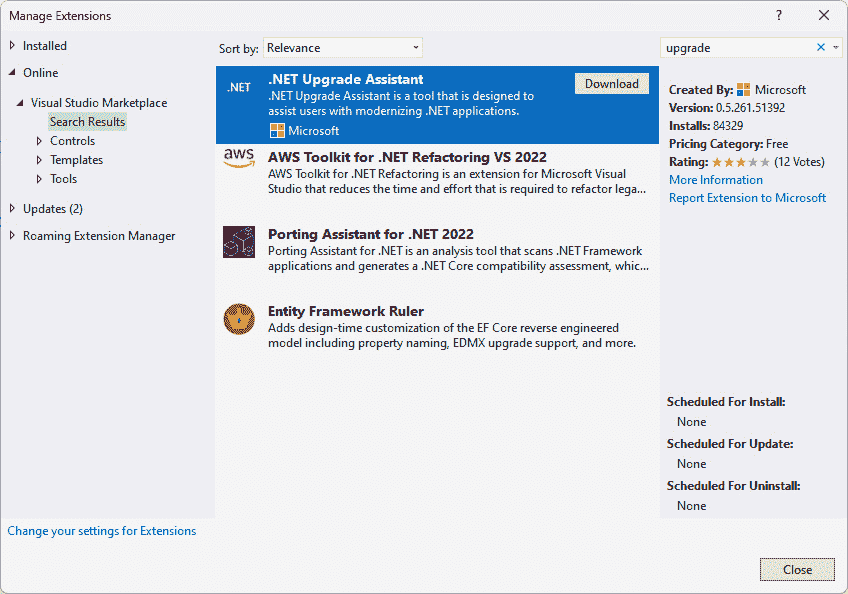 Manage Extensions
?
Installed
Online
Visual Studio Marketplace
Search Results
Controls
Templates
Tools
Updates (2)
Roaming Extension Manager
Change your settings for Extensions
Sort by: Relevance
.NET
.NET Upgrade Assistant
Download
.NET Upgrade Assistant is a tool that is designed to
assist users with modernizing .NET applications.
Microsoft
aws
AWS Toolkit for .NET Refactoring VS 2022
AWS Toolkit for .NET Refactoring is an extension for Microsoft Visual
Studio that reduces the time and effort that is required to refactor lega...
Porting Assistant for .NET 2022
Porting Assistant for .NET is an analysis tool that scans .NET Framework
applications and generates a .NET Core compatibility assessment, whic...
Entity Framework Ruler
Adds design-time customization of the EF Core reverse engineered
model including property naming, EDMX upgrade support, and more.
upgrade
Created By: Microsoft
Version: 0.5.261.51392
Installs: 84329
Pricing Category: Free
Rating: (12 Votes)
More Information
Report Extension to Microsoft
Scheduled For Install:
None
Scheduled For Update:
None
Scheduled For Uninstall:
None
Close